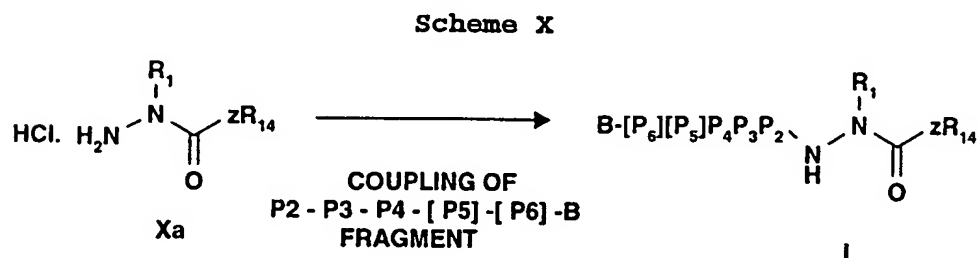 Scheme X
R1
HCl. H2N N zR14
O
Xa
COUPLING OF
P2 - P3 - P4 - [ P5] -[ P6] -B
FRAGMENT
R1
B-[P6][P5]P4P3P2 N zR14
N
H
O
I